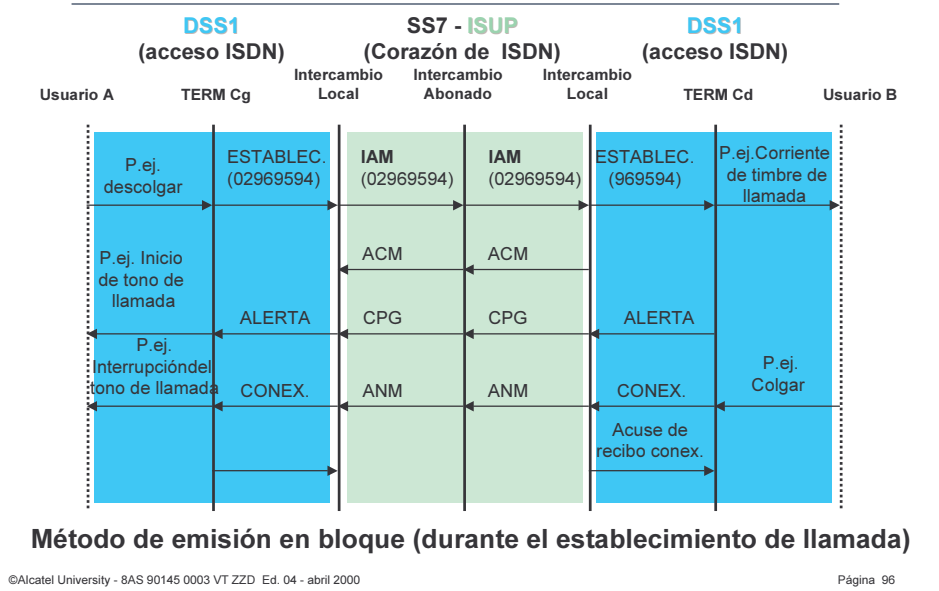 DSS1
(acceso ISDN)
SS7 - ISUP
(Corazón de ISDN)
DSS1
(acceso ISDN)
Usuario A
TERM Cg
Intercambio
Local
Intercambio
Abonado
Intercambio
Local
TERM Cd
Usuario B
P.ej.
descolgar
ESTABLEC.
(02969594)
IAM
(02969594)
IAM
(02969594)
ESTABLEC.
(969594)
P.ej.Corriente
de timbre de
llamada
P.ej. Inicio
de tono de
llamada
ACM
ACM
ALERTA
CPG
CPG
ALERTA
P.ej.
Interrupcióndel
tono de llamada
CONEX.
ANM
ANM
CONEX.
P.ej.
Colgar
Acuse de
recibo conex.
Método de emisión en bloque (durante el establecimiento de llamada)
©Alcatel University - 8AS 90145 0003 VT ZZD Ed. 04 - abril 2000
Página 96